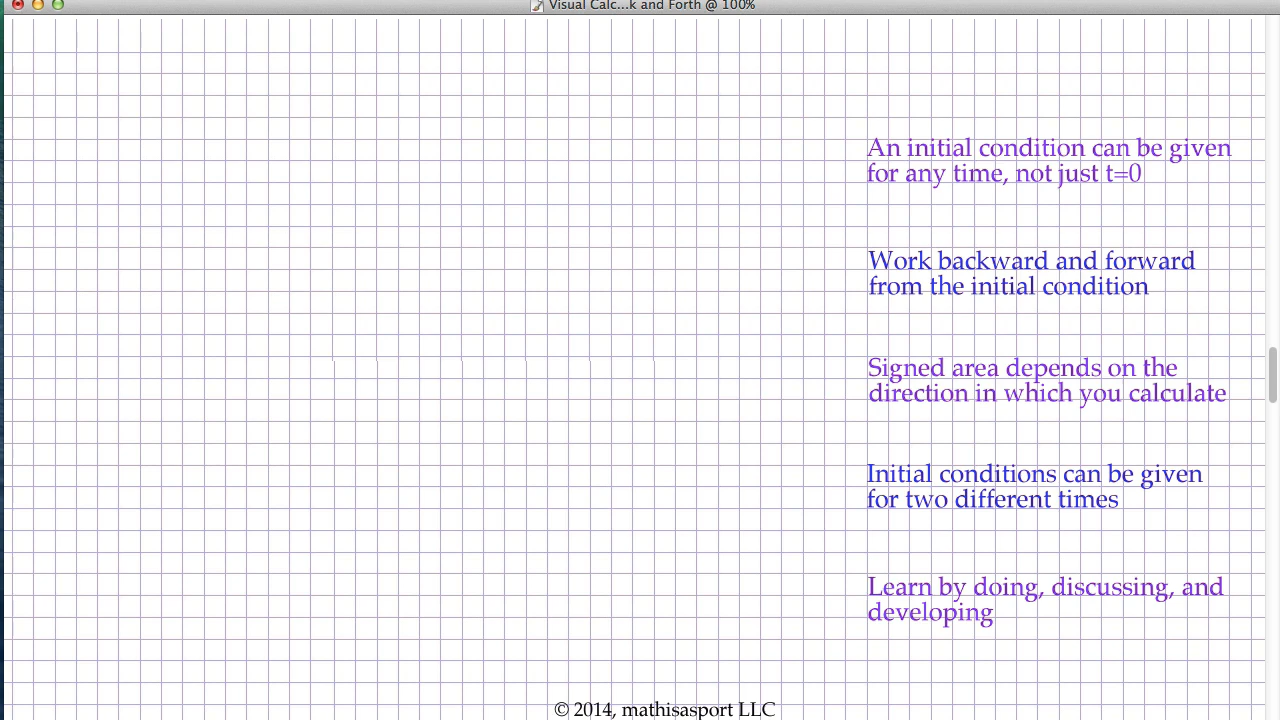 Visual Calc...k and Forth @ 100%
An initial condition can be given
for any time, not just t=0
Work backward and forward
from the initial condition
Signed area depends on the
direction in which you calculate
Initial conditions can be given
for two different times
Learn by doing, discussing, and
developing
© 2014, mathisasport LLC